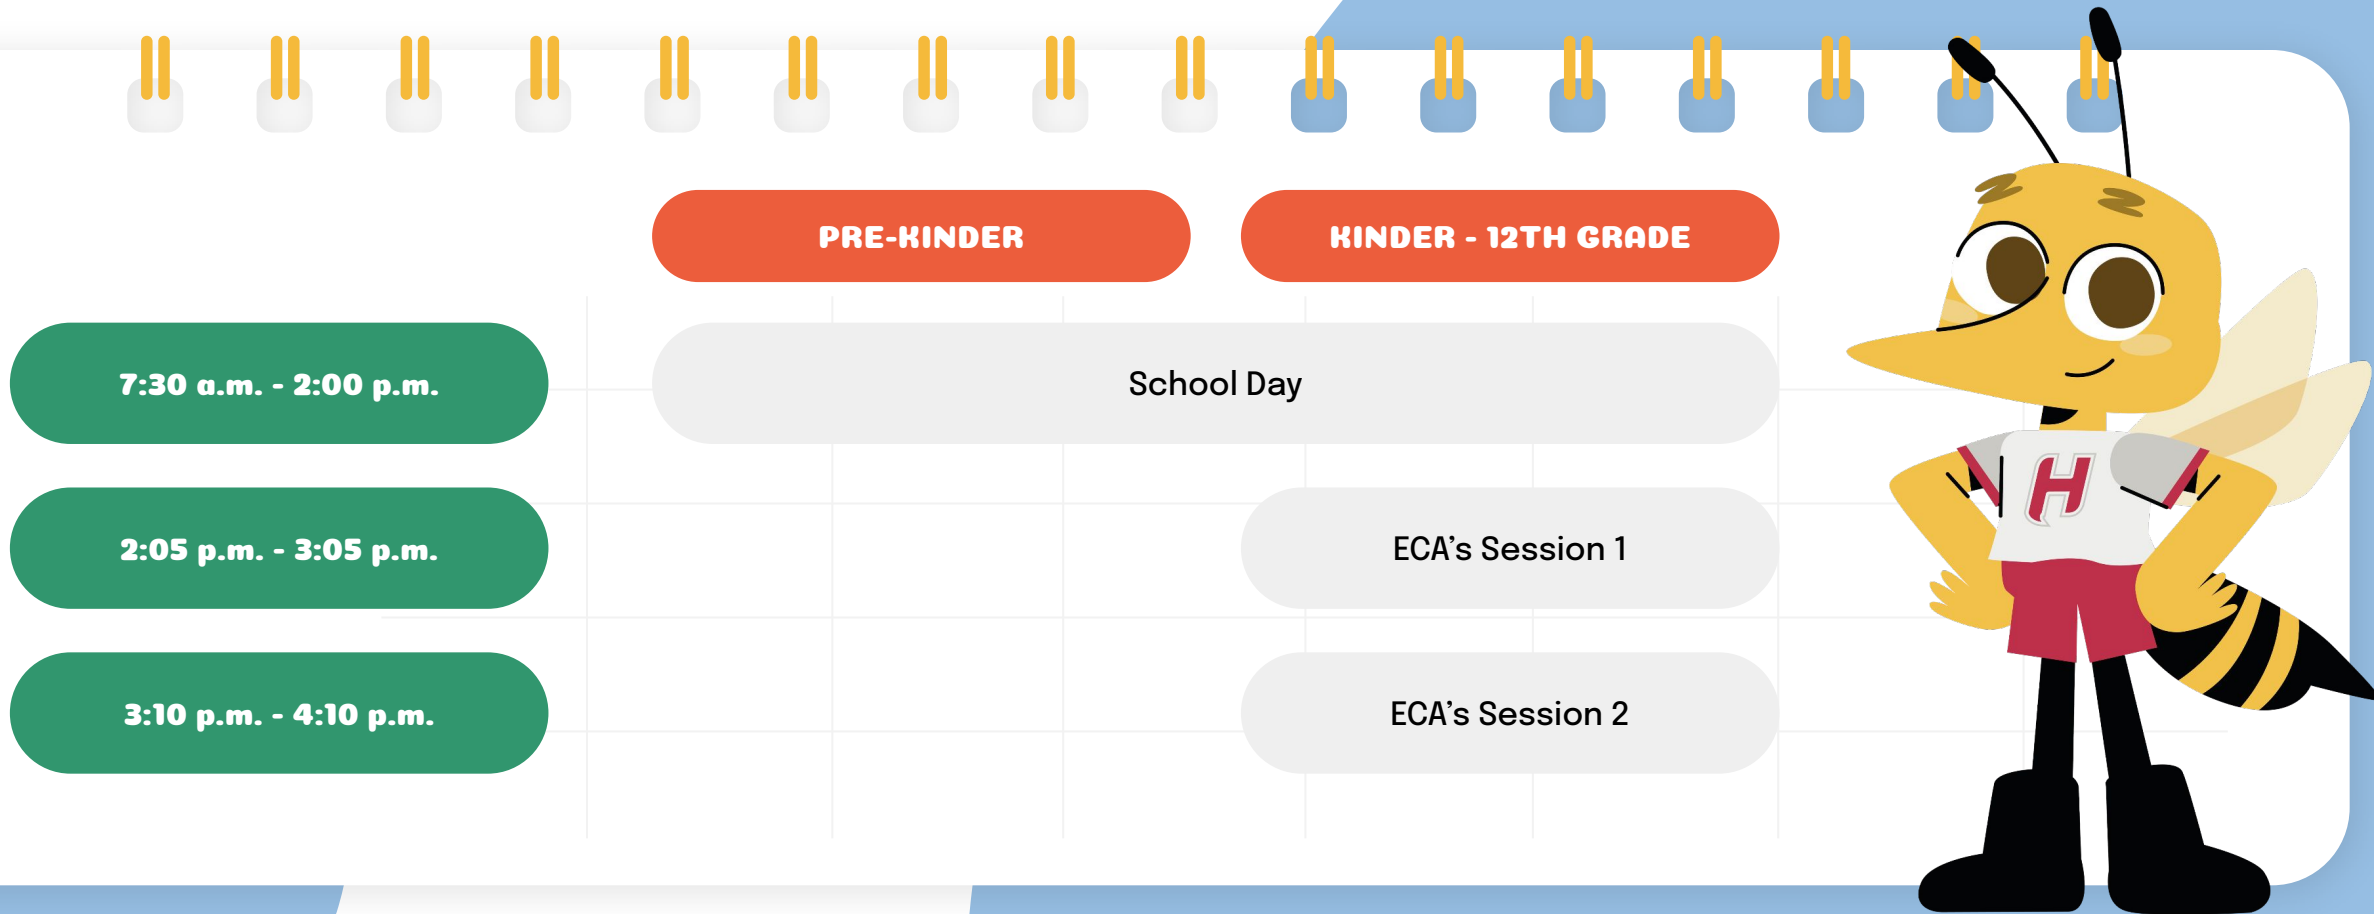 PRE-KINDER
KINDER - 12TH GRADE
7:30 a.m. - 2:00 p.m.
School Day
2:05 p.m. - 3:05 p.m.
ECA’s Session 1
3:10 p.m. - 4:10 p.m.
ECA’s Session 2
H